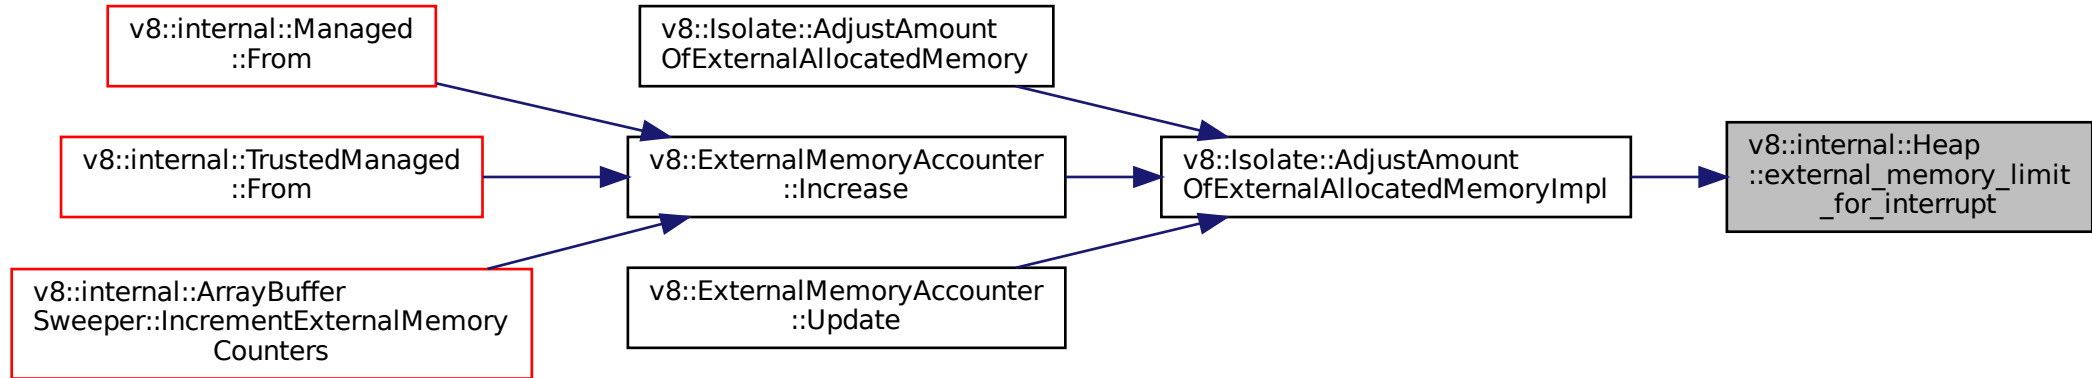 v8::internal::Managed
::From
v8::internal::TrustedManaged
::From
v8::internal::ArrayBuffer
Sweeper::IncrementExternalMemory
Counters
v8::Isolate::AdjustAmount
OfExternalAllocatedMemory
v8::ExternalMemoryAccounter
::Increase
v8::ExternalMemoryAccounter
::Update
v8::Isolate::AdjustAmount
OfExternalAllocatedMemoryImpl
v8::internal::Heap
::external_memory_limit
_for_interrupt